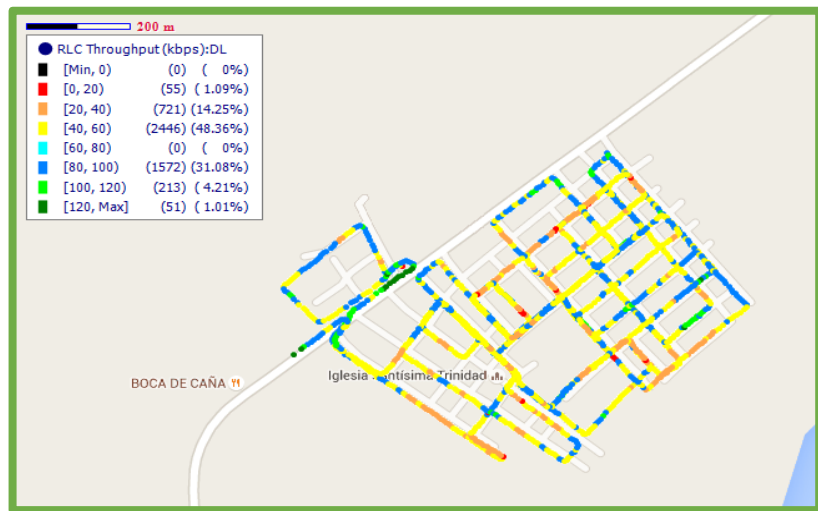 200 m
RLC Throughput (kbps):DL
[Min, 0) (0) ( 0%)
[0, 20) (55) ( 1.09%)
[20, 40) (721) (14.25%)
[40, 60) (2446) (48.36%)
[60, 80) (0) ( 0%)
[80, 100) (1572) (31.08%)
[100, 120) (213) ( 4.21%)
[120, Max] (51) ( 1.01%)
Iglesia Trinidad
BOCA DE CAÑA